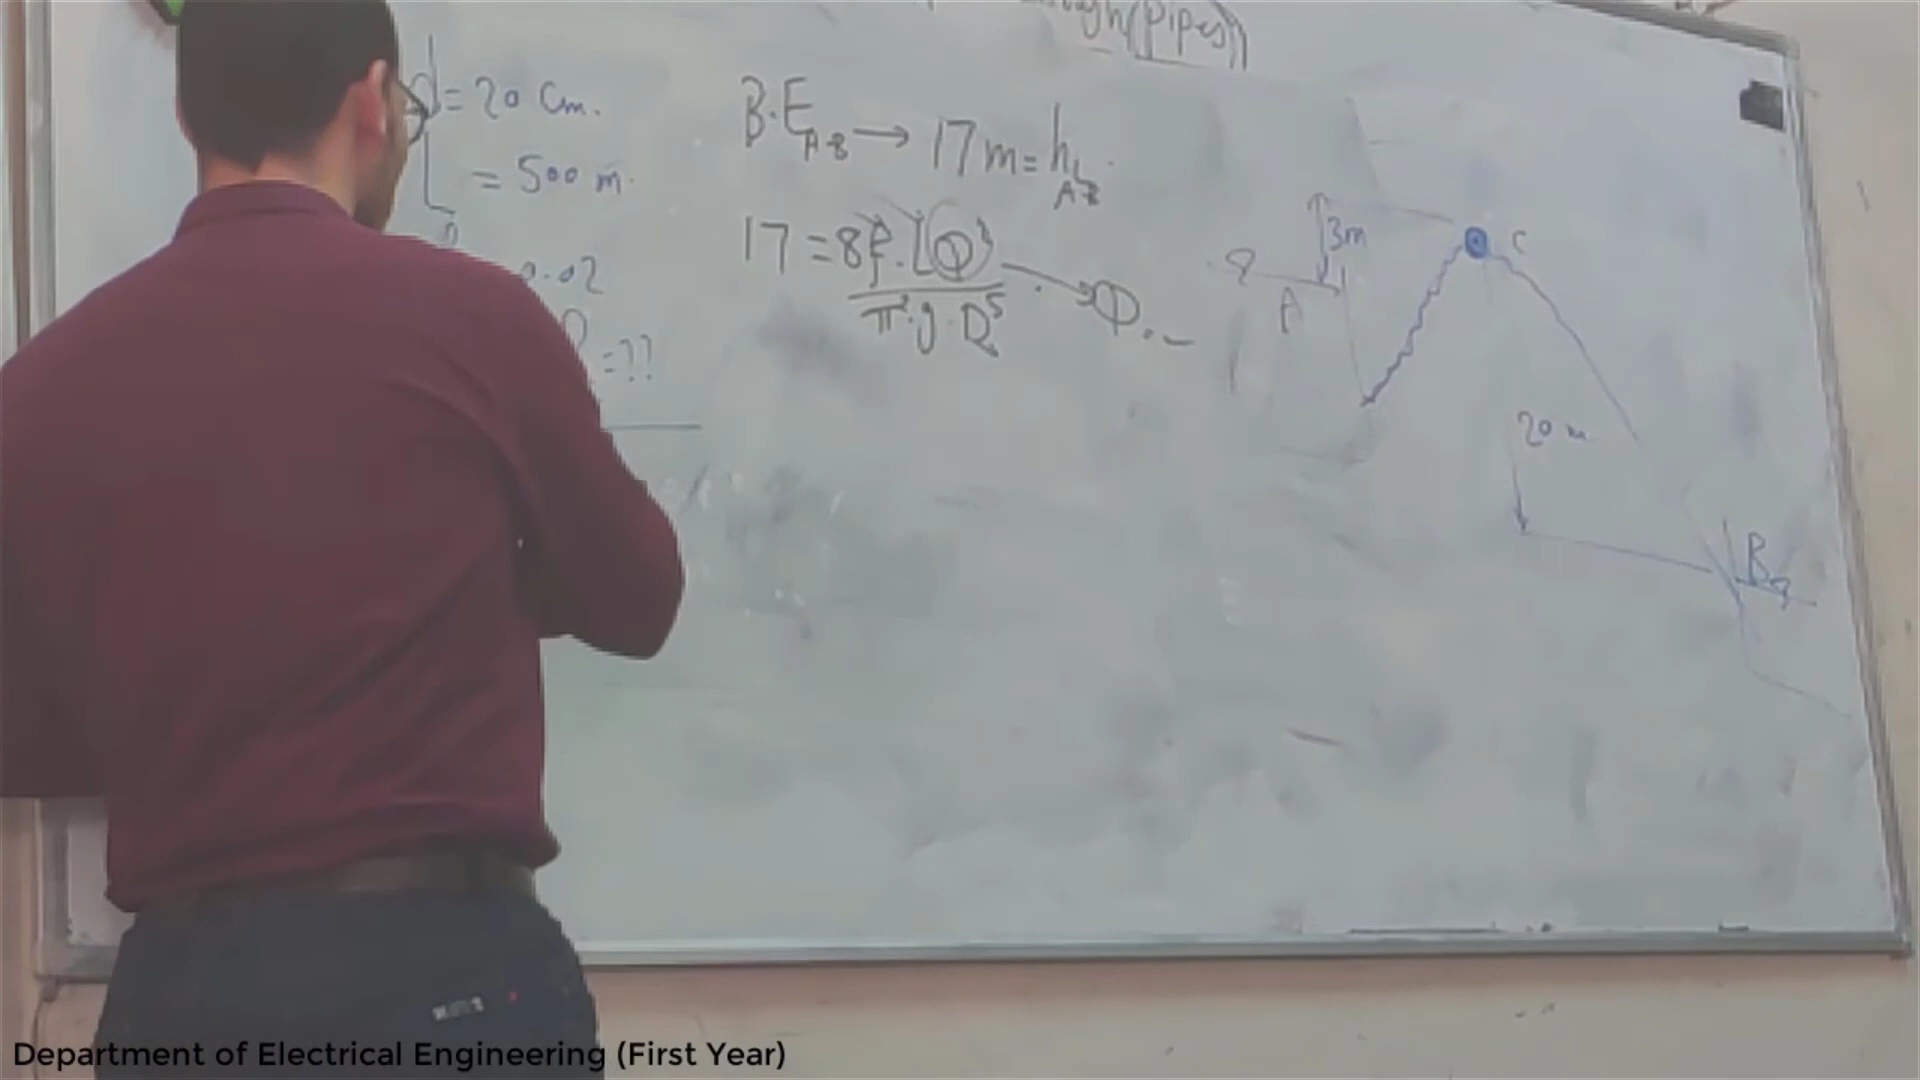 (Pipes)
d = 20 Cm.
L = 500 m.
0.02
= ??
B.E A-B → 17 m = hL A-B
17 = 8 f . L Q²
π² . g . D⁵
Q . _
3m
C
A
20 m
B
Department of Electrical Engineering (First Year)